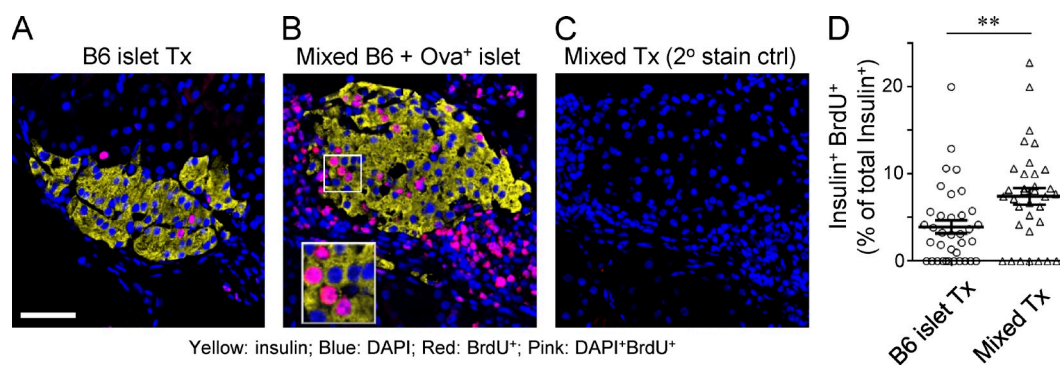 A
B6 islet Tx
B
Mixed B6 + Ova⁺ islet
C
Mixed Tx (2° stain ctrl)
D
**
Insulin⁺ BrdU⁺
(% of total Insulin⁺)
20
10
0
B6 islet Tx
Mixed Tx
Yellow: insulin; Blue: DAPI; Red: BrdU⁺; Pink: DAPI⁺BrdU⁺